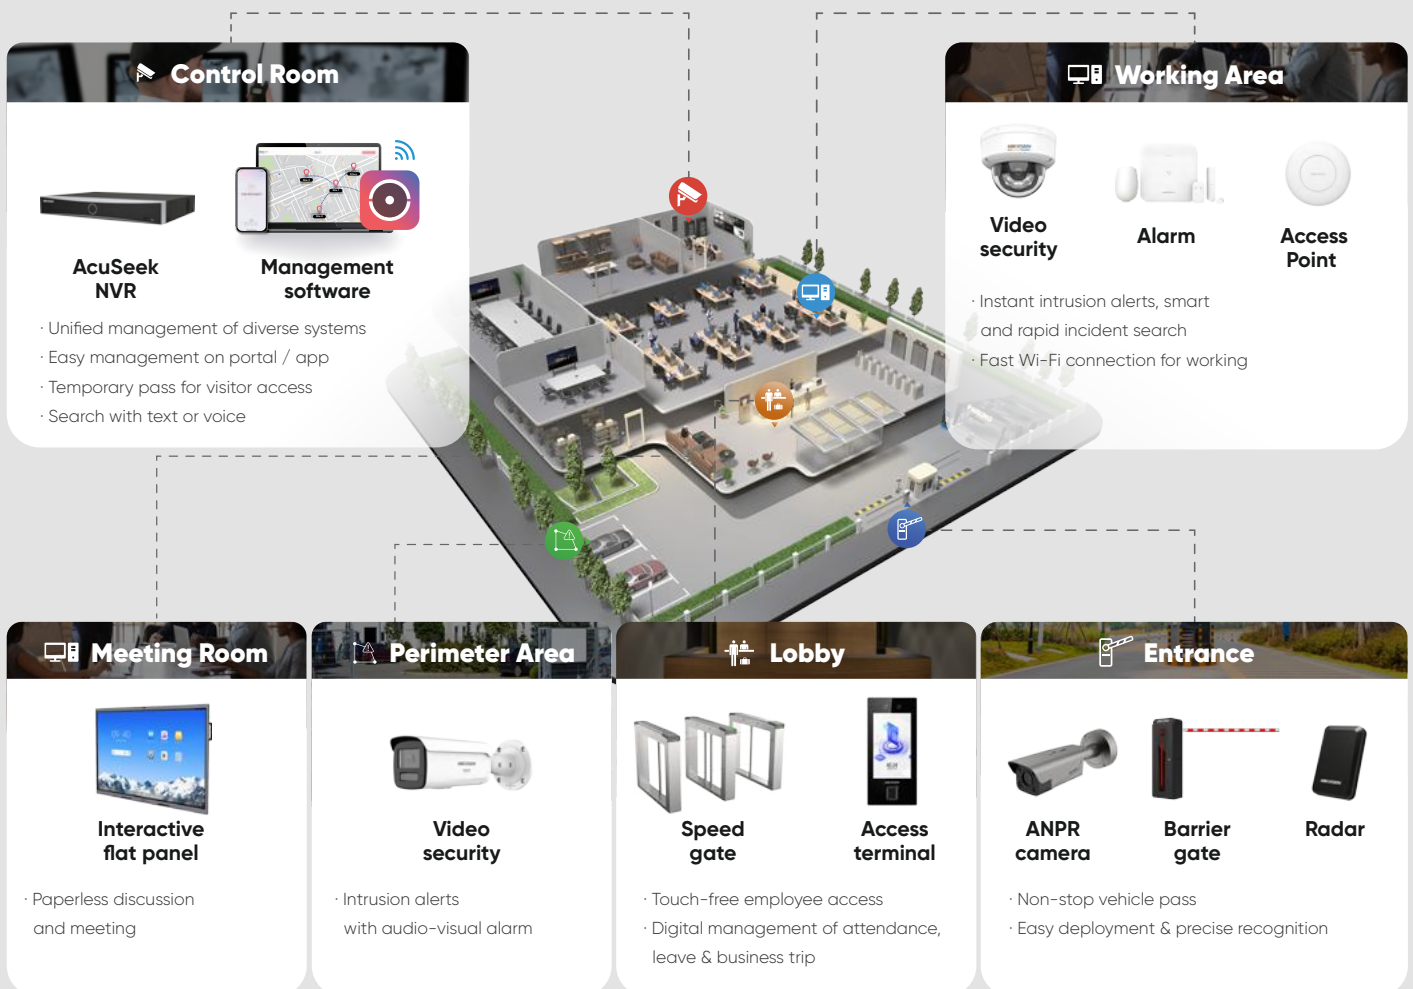 Control Room
AcuSeek
NVR
Management
software
· Unified management of diverse systems
· Easy management on portal / app
· Temporary pass for visitor access
· Search with text or voice
Working Area
Video
security
Alarm
Access
Point
· Instant intrusion alerts, smart
and rapid incident search
· Fast Wi-Fi connection for working
Meeting Room
Interactive
flat panel
· Paperless discussion
and meeting
Perimeter Area
Video
security
· Intrusion alerts
with audio-visual alarm
Lobby
Speed
gate
Access
terminal
· Touch-free employee access
· Digital management of attendance,
leave & business trip
Entrance
ANPR
camera
Barrier
gate
Radar
· Non-stop vehicle pass
· Easy deployment & precise recognition